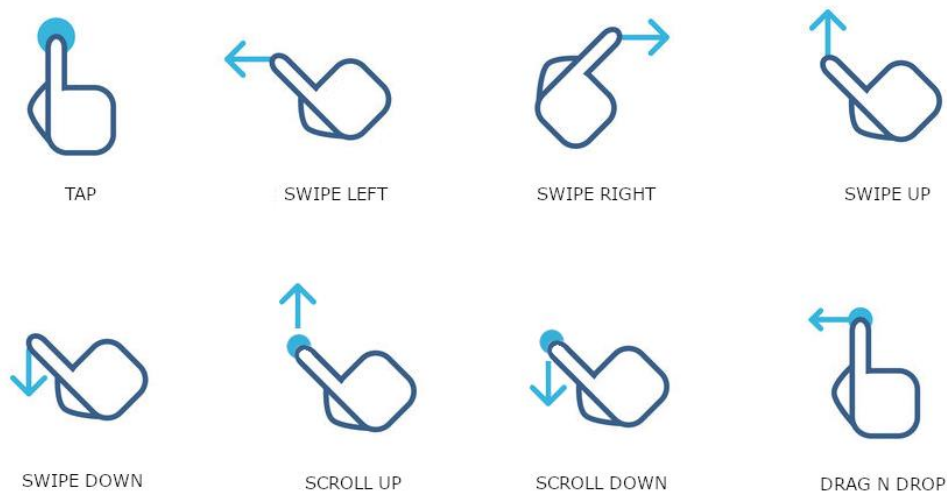 TAP
SWIPE LEFT
SWIPE RIGHT
SWIPE UP
SWIPE DOWN
SCROLL UP
SCROLL DOWN
DRAG N DROP